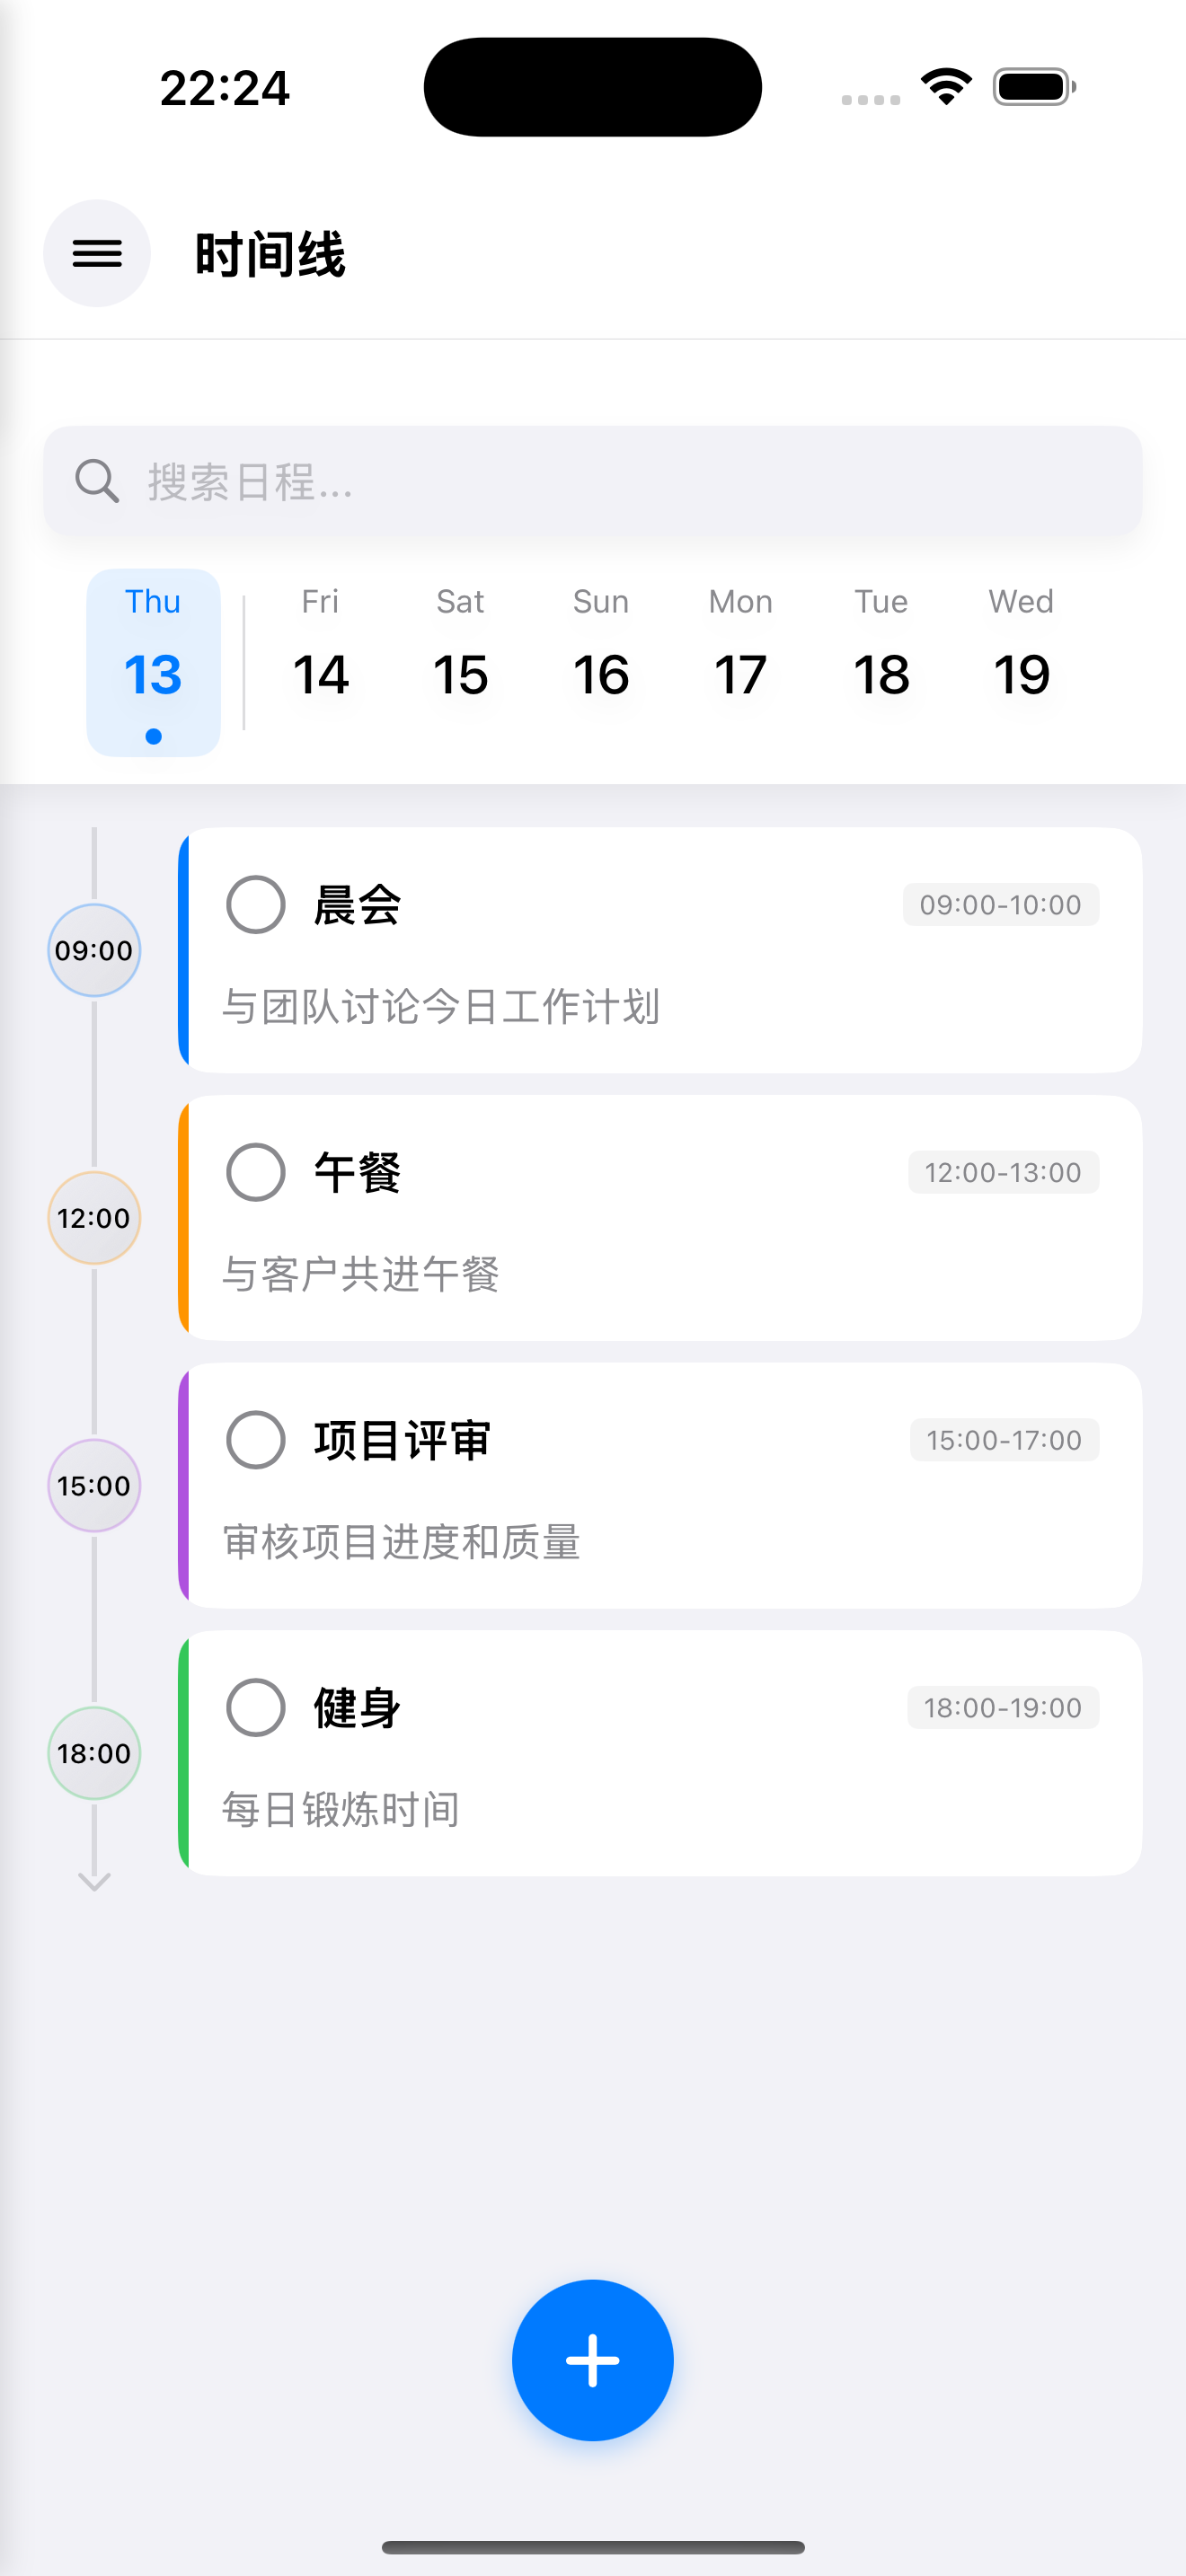 22:24
时间线
搜索日程...
Thu Fri Sat Sun Mon Tue Wed
13 14 15 16 17 18 19
晨会 09:00-10:00
09:00
与团队讨论今日工作计划
午餐 12:00-13:00
12:00
与客户共进午餐
项目评审 15:00-17:00
15:00
审核项目进度和质量
健身 18:00-19:00
18:00
每日锻炼时间